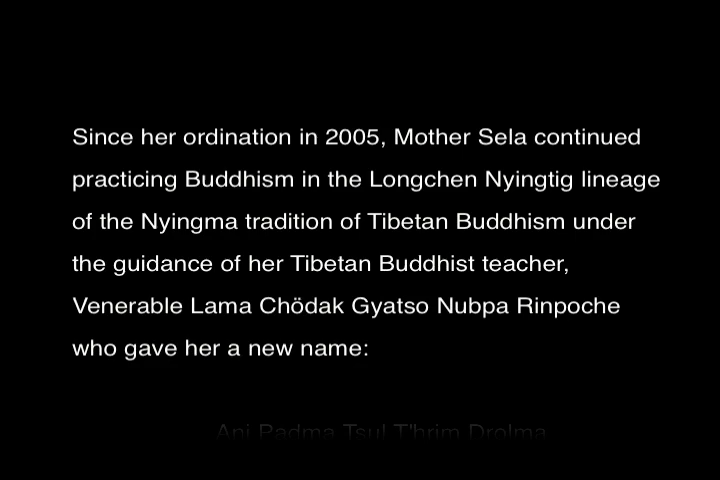 Since her ordination in 2005, Mother Sela continued
practicing Buddhism in the Longchen Nyingtig lineage
of the Nyingma tradition of Tibetan Buddhism under
the guidance of her Tibetan Buddhist teacher,
Venerable Lama Chödak Gyatso Nubpa Rinpoche
who gave her a new name:
Ani Padma Tsul T'hrim Drolma